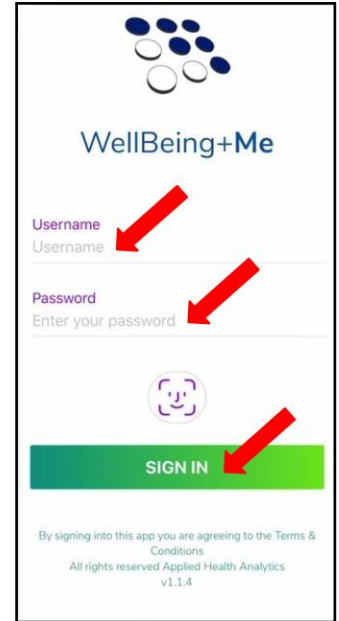 WellBeing+Me
Username
Username
Password
Enter your password
SIGN IN
By signing into this app you are agreeing to the Terms &
Conditions
All rights reserved Applied Health Analytics
v1.1.4